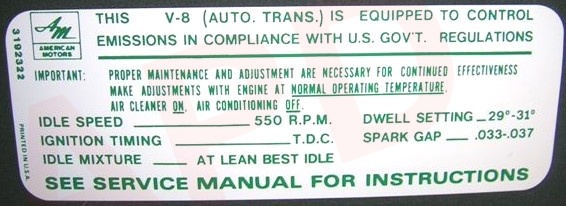 AM
AMERICAN
MOTORS
3192322
THIS V-8 (AUTO. TRANS.) IS EQUIPPED TO CONTROL
EMISSIONS IN COMPLIANCE WITH U.S. GOV'T. REGULATIONS
IMPORTANT: PROPER MAINTENANCE AND ADJUSTMENT ARE NECESSARY FOR CONTINUED EFFECTIVENESS
MAKE ADJUSTMENTS WITH ENGINE AT NORMAL OPERATING TEMPERATURE,
AIR CLEANER ON, AIR CONDITIONING OFF.
IDLE SPEED 550 R.P.M. DWELL SETTING 29°-31°
IGNITION TIMING T.D.C. SPARK GAP .033-.037
IDLE MIXTURE AT LEAN BEST IDLE
SEE SERVICE MANUAL FOR INSTRUCTIONS
PRINTED IN U.S.A.